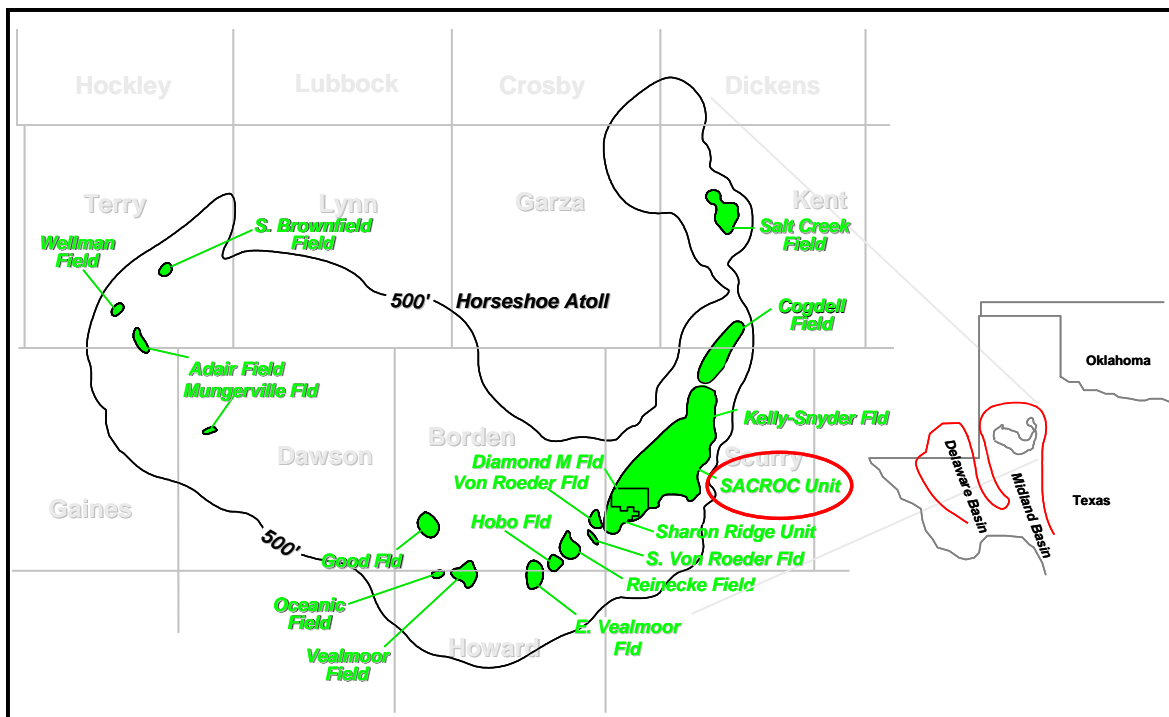 Hockley
Lubbock
Crosby
Dickens
Terry
Lynn
Garza
Kent
S. Brownfield
Field
Wellman
Field
Salt Creek
Field
500'
Horseshoe Atoll
Cogdell
Field
Adair Field
Mungerville Fld
Oklahoma
Kelly-Snyder Fld
Borden
Dawson
Diamond M Fld
Von Roeder Fld
Scurry
SACROC Unit
Delaware Basin
Midland Basin
Texas
Gaines
Hobo Fld
Sharon Ridge Unit
500'
Good Fld
S. Von Roeder Fld
Reinecke Field
Oceanic
Field
E. Vealmoor
Fld
Howard
Vealmoor
Field